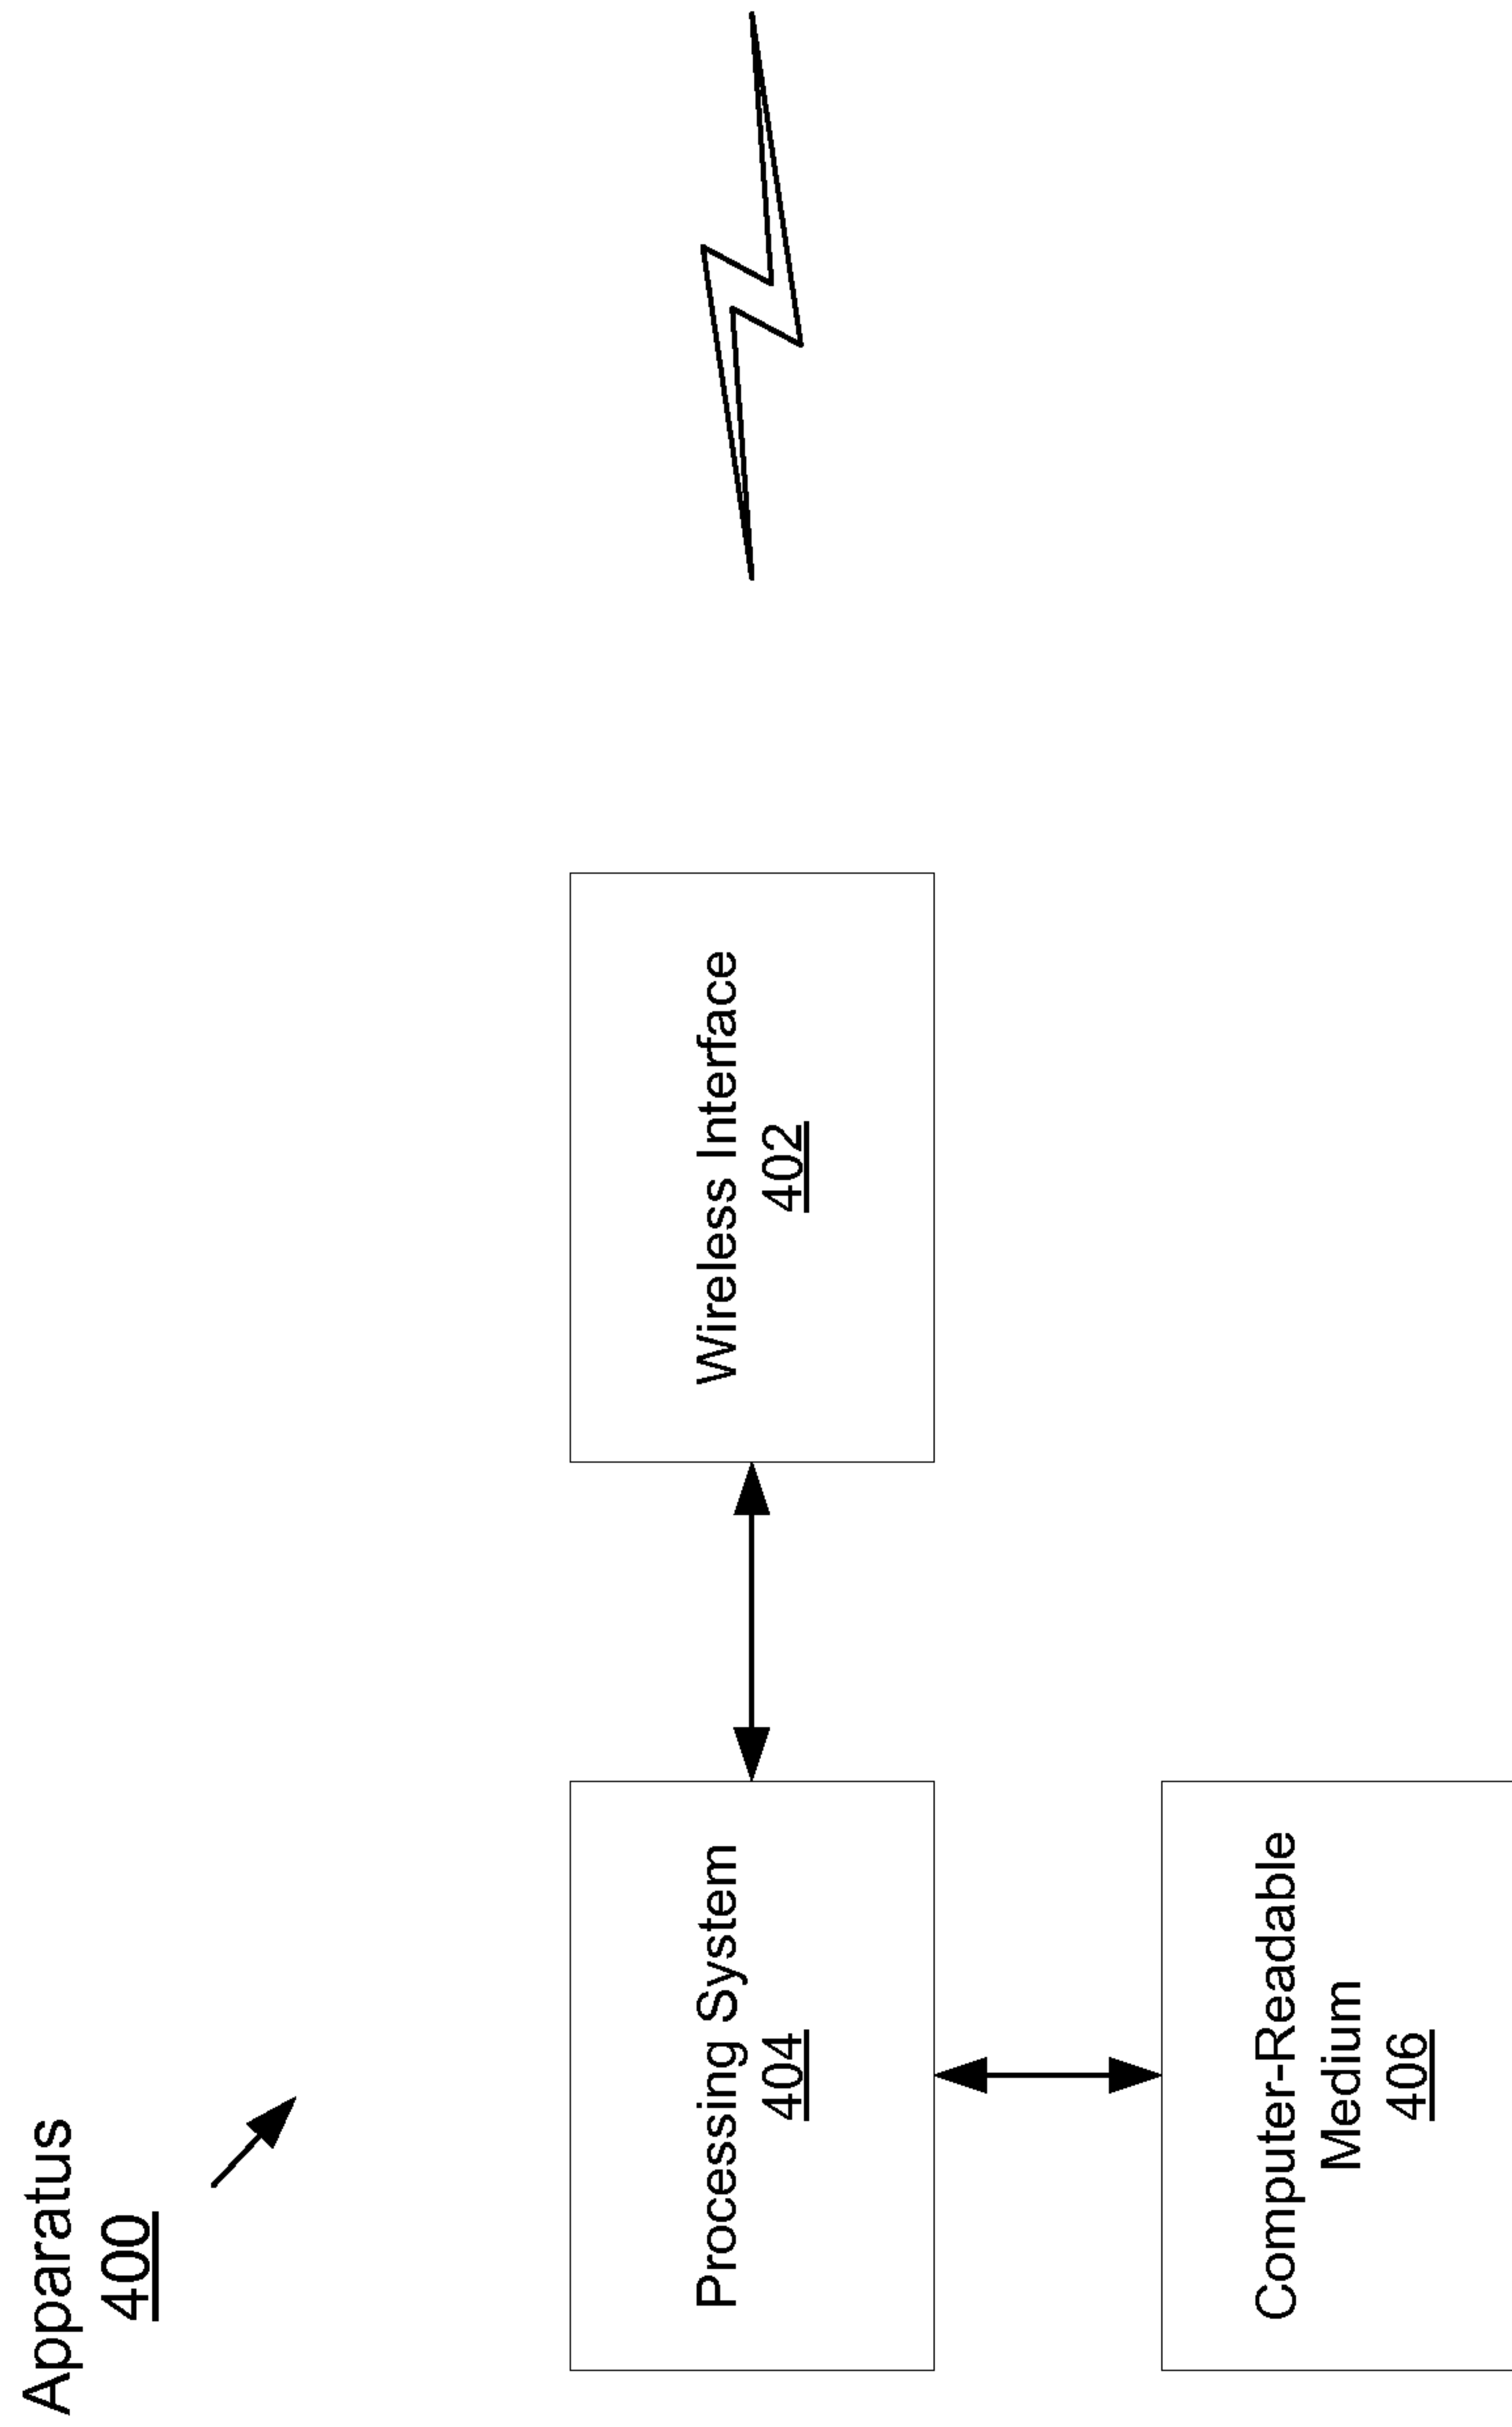 Apparatus
400
Processing System
404
Wireless Interface
402
Computer-Readable
Medium
406